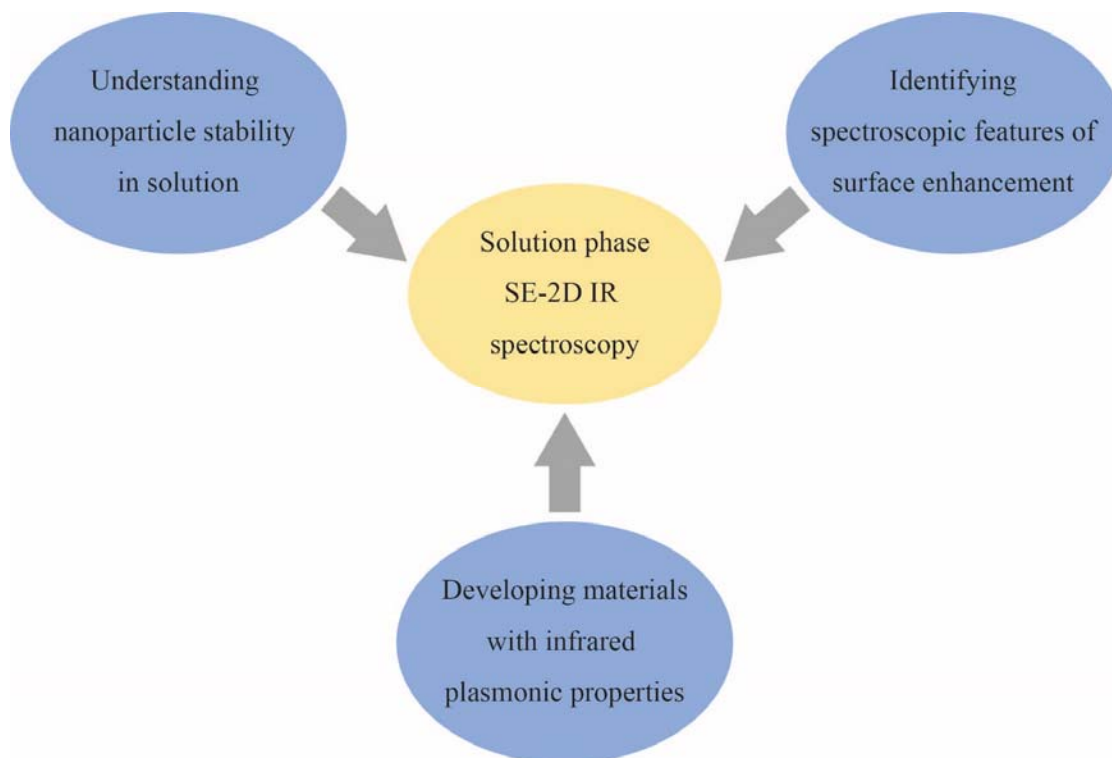 Understanding
nanoparticle stability
in solution
Identifying
spectroscopic features of
surface enhancement
Solution phase
SE-2D IR
spectroscopy
Developing materials
with infrared
plasmonic properties